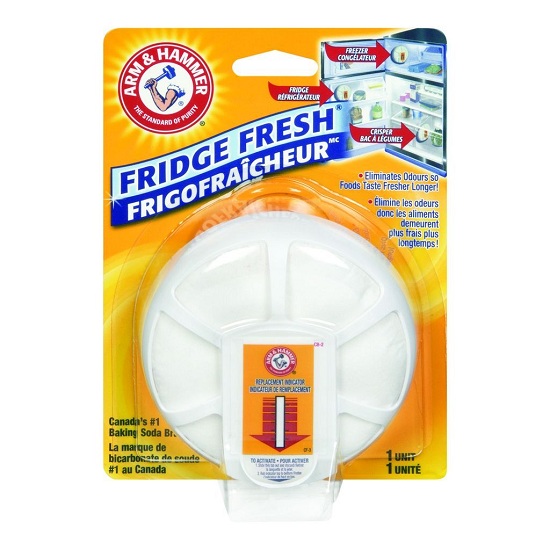 ARM & HAMMER
THE STANDARD OF PURITY
FREEZER
CONGÉLATEUR
FRIDGE
RÉFRIGÉRATEUR
CRISPER
BAC À LÉGUMES
FRIDGE FRESH®
FRIGOFRAÎCHEUR MC
• Eliminates Odours so
Foods Taste Fresher Longer!
• Élimine les odeurs
donc les aliments
demeurent
plus frais plus
longtemps!
ARM & HAMMER
REPLACEMENT INDICATOR
INDICATEUR DE REMPLACEMENT
TO ACTIVATE • POUR ACTIVER
Canada's #1
Baking Soda Br
La marque de
bicarbonate de soude
#1 au Canada
1 UNIT
1 UNITÉ